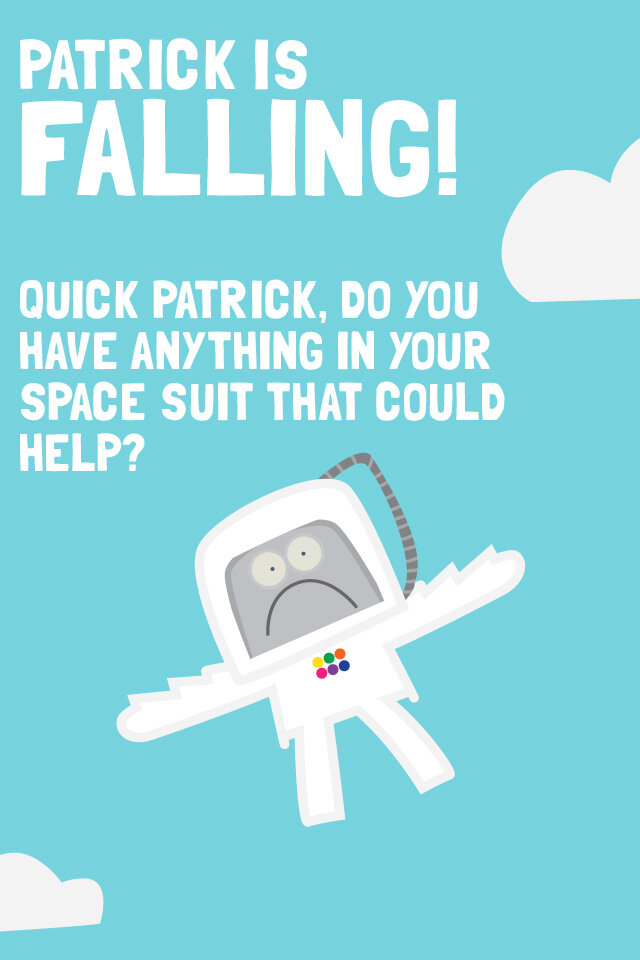 PATRICK IS
FALLING!
QUICK PATRICK, DO YOU
HAVE ANYTHING IN YOUR
SPACE SUIT THAT COULD
HELP?